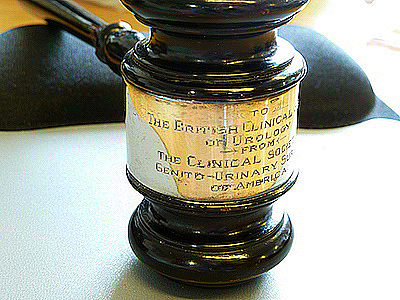 TO
THE BRITISH CLINICAL
OF UROLOGY
FROM
THE CLINICAL
GENITO-URINARY
OF AMERICA